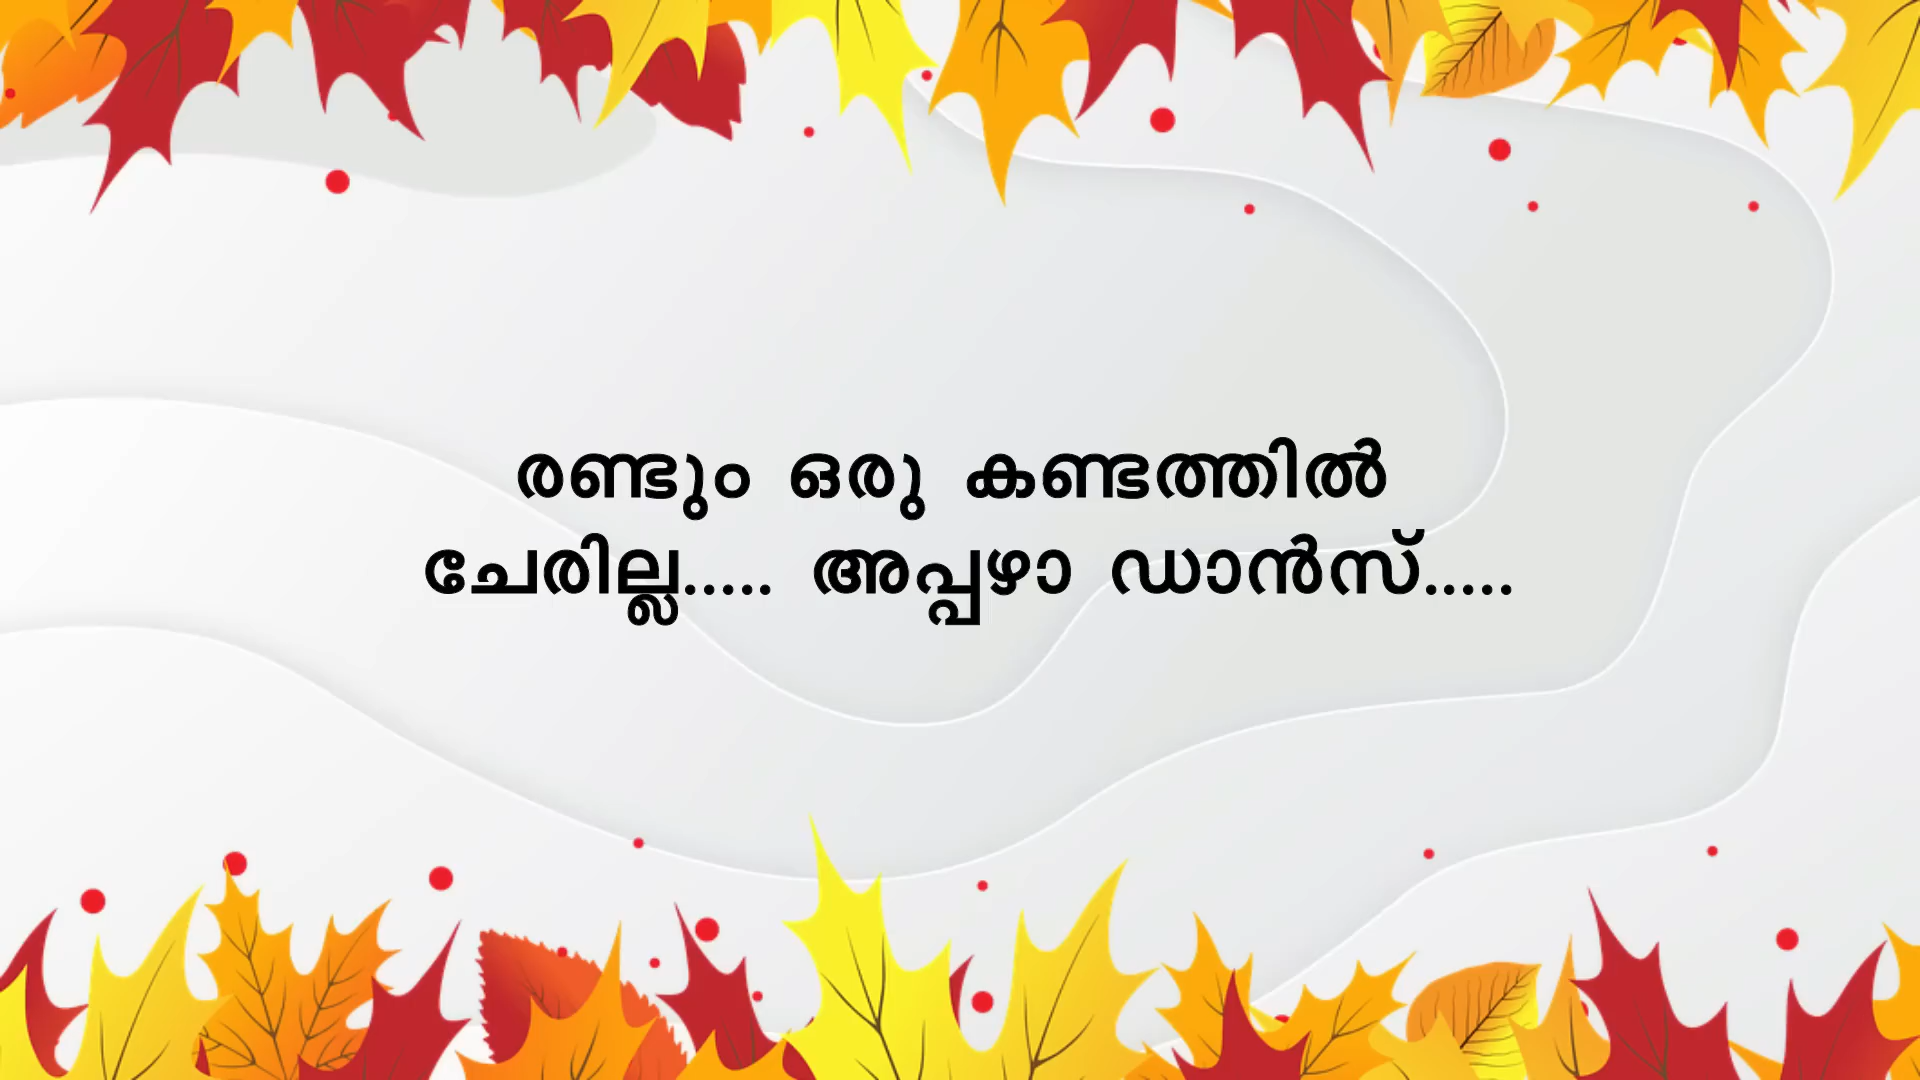 രണ്ടും ഒരു കണ്ടത്തിൽ
ചേരില്ല..... അപ്പഴാ ഡാൻസ്.....